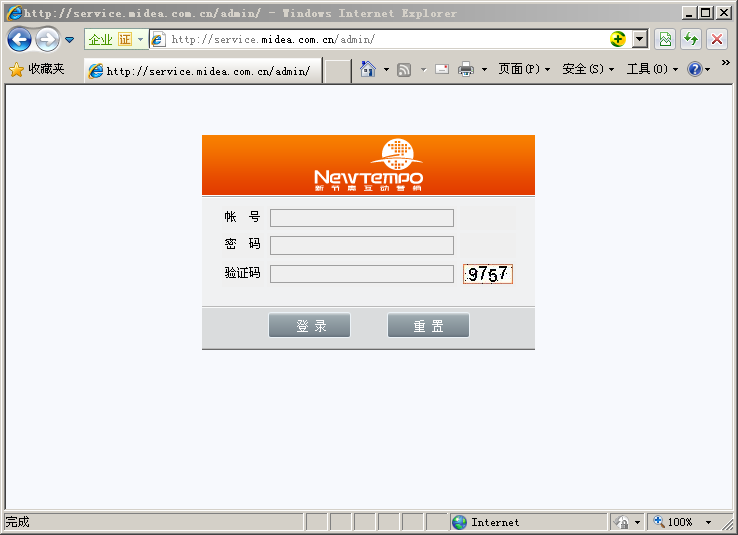 http://service.midea.com.cn/admin/ - Windows Internet Explorer
企业 证 http://service.midea.com.cn/admin/
收藏夹 http://service.midea.com.cn/admin/ 页面(P) 安全(S) 工具(O) »
NEWTEMPO
新节奏互动营销
帐 号
密 码
验证码 9757
登 录 重 置
完成 Internet 100%